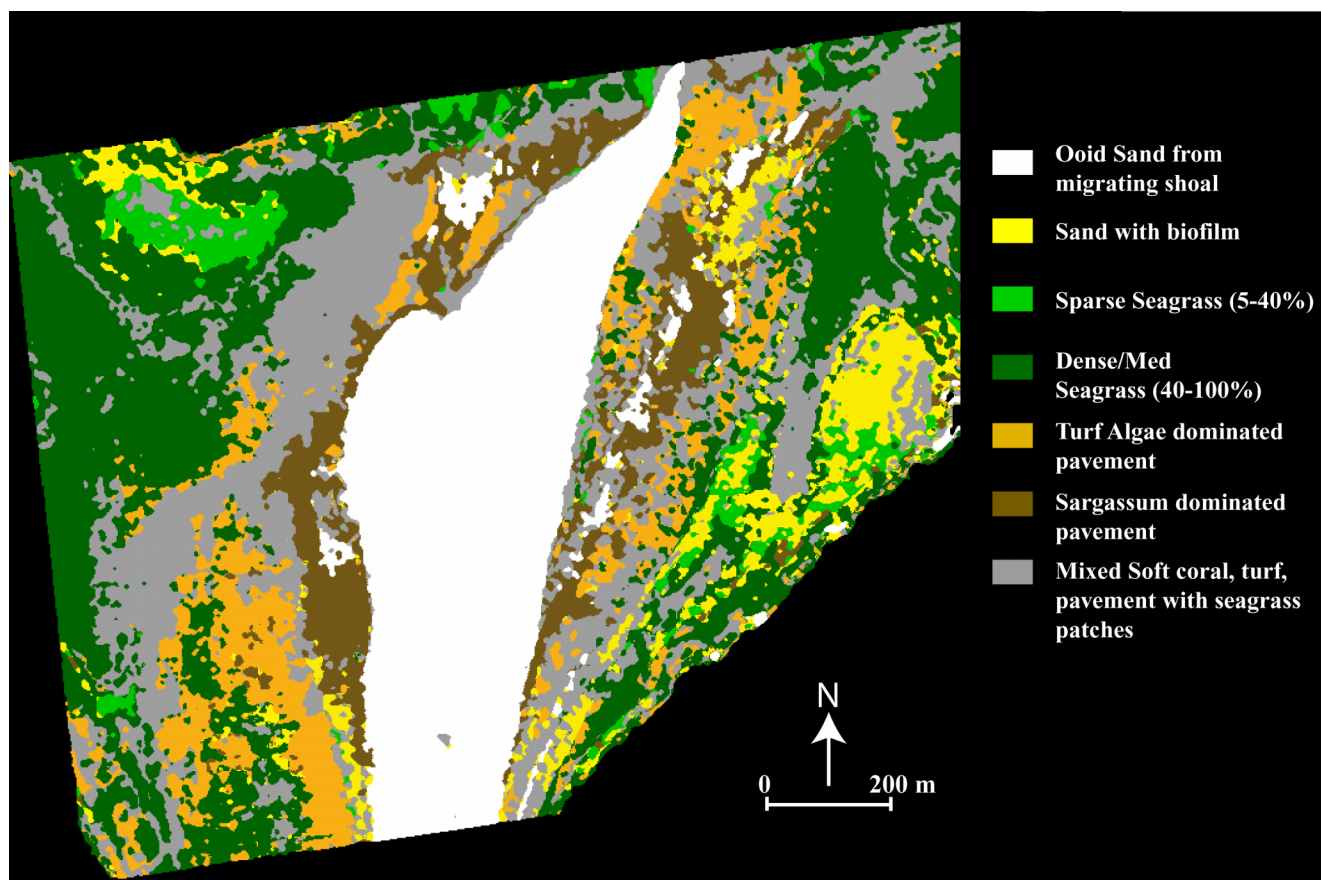 Ooid Sand from
migrating shoal
Sand with biofilm
Sparse Seagrass (5-40%)
Dense/Med
Seagrass (40-100%)
Turf Algae dominated
pavement
Sargassum dominated
pavement
Mixed Soft coral, turf,
pavement with seagrass
patches
N
0 200 m